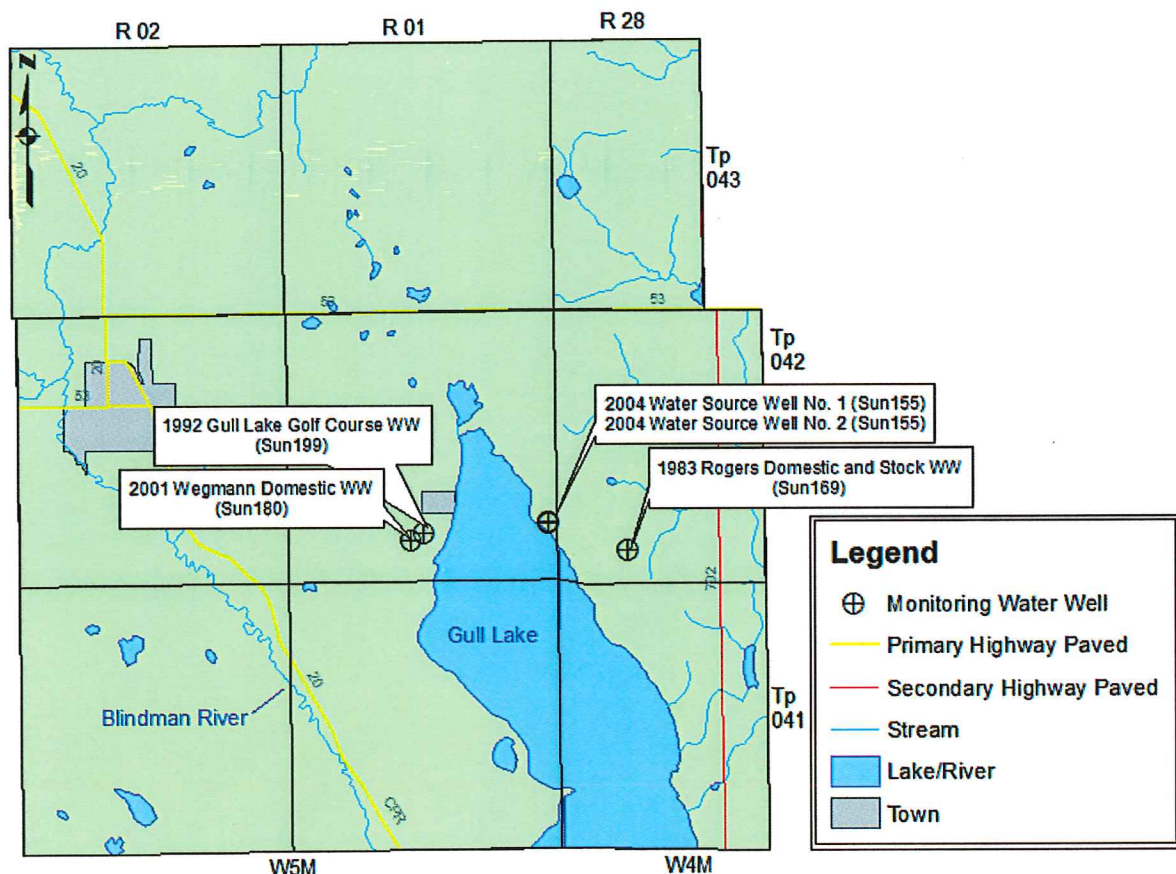 R 02
R 01
R 28
N
20
Tp
043
53
53
Tp
042
20
53
1992 Gull Lake Golf Course WW
(Sun199)
2001 Wegmann Domestic WW
(Sun180)
2004 Water Source Well No. 1 (Sun155)
2004 Water Source Well No. 2 (Sun155)
1983 Rogers Domestic and Stock WW
(Sun169)
702
Gull Lake
20
Blindman River
Tp
041
CPR
W5M
W4M
Legend
Monitoring Water Well
Primary Highway Paved
Secondary Highway Paved
Stream
Lake/River
Town